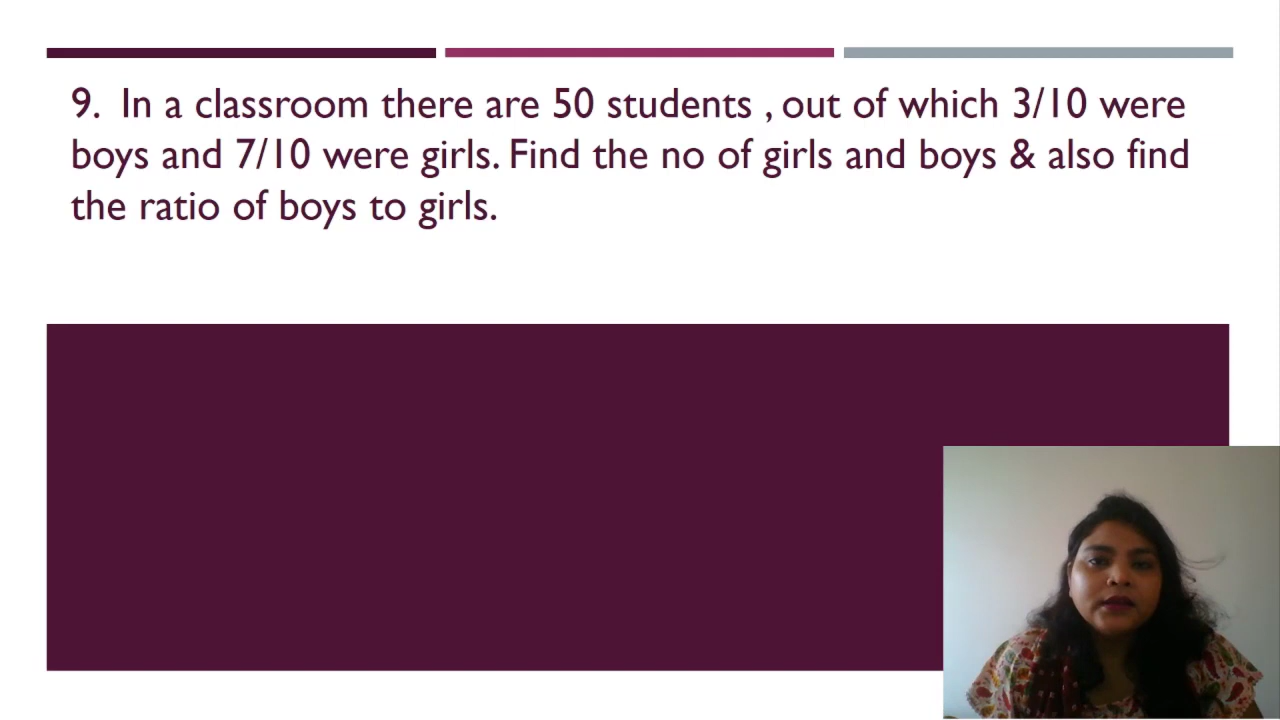 9. In a classroom there are 50 students , out of which 3/10 were
boys and 7/10 were girls. Find the no of girls and boys & also find
the ratio of boys to girls.